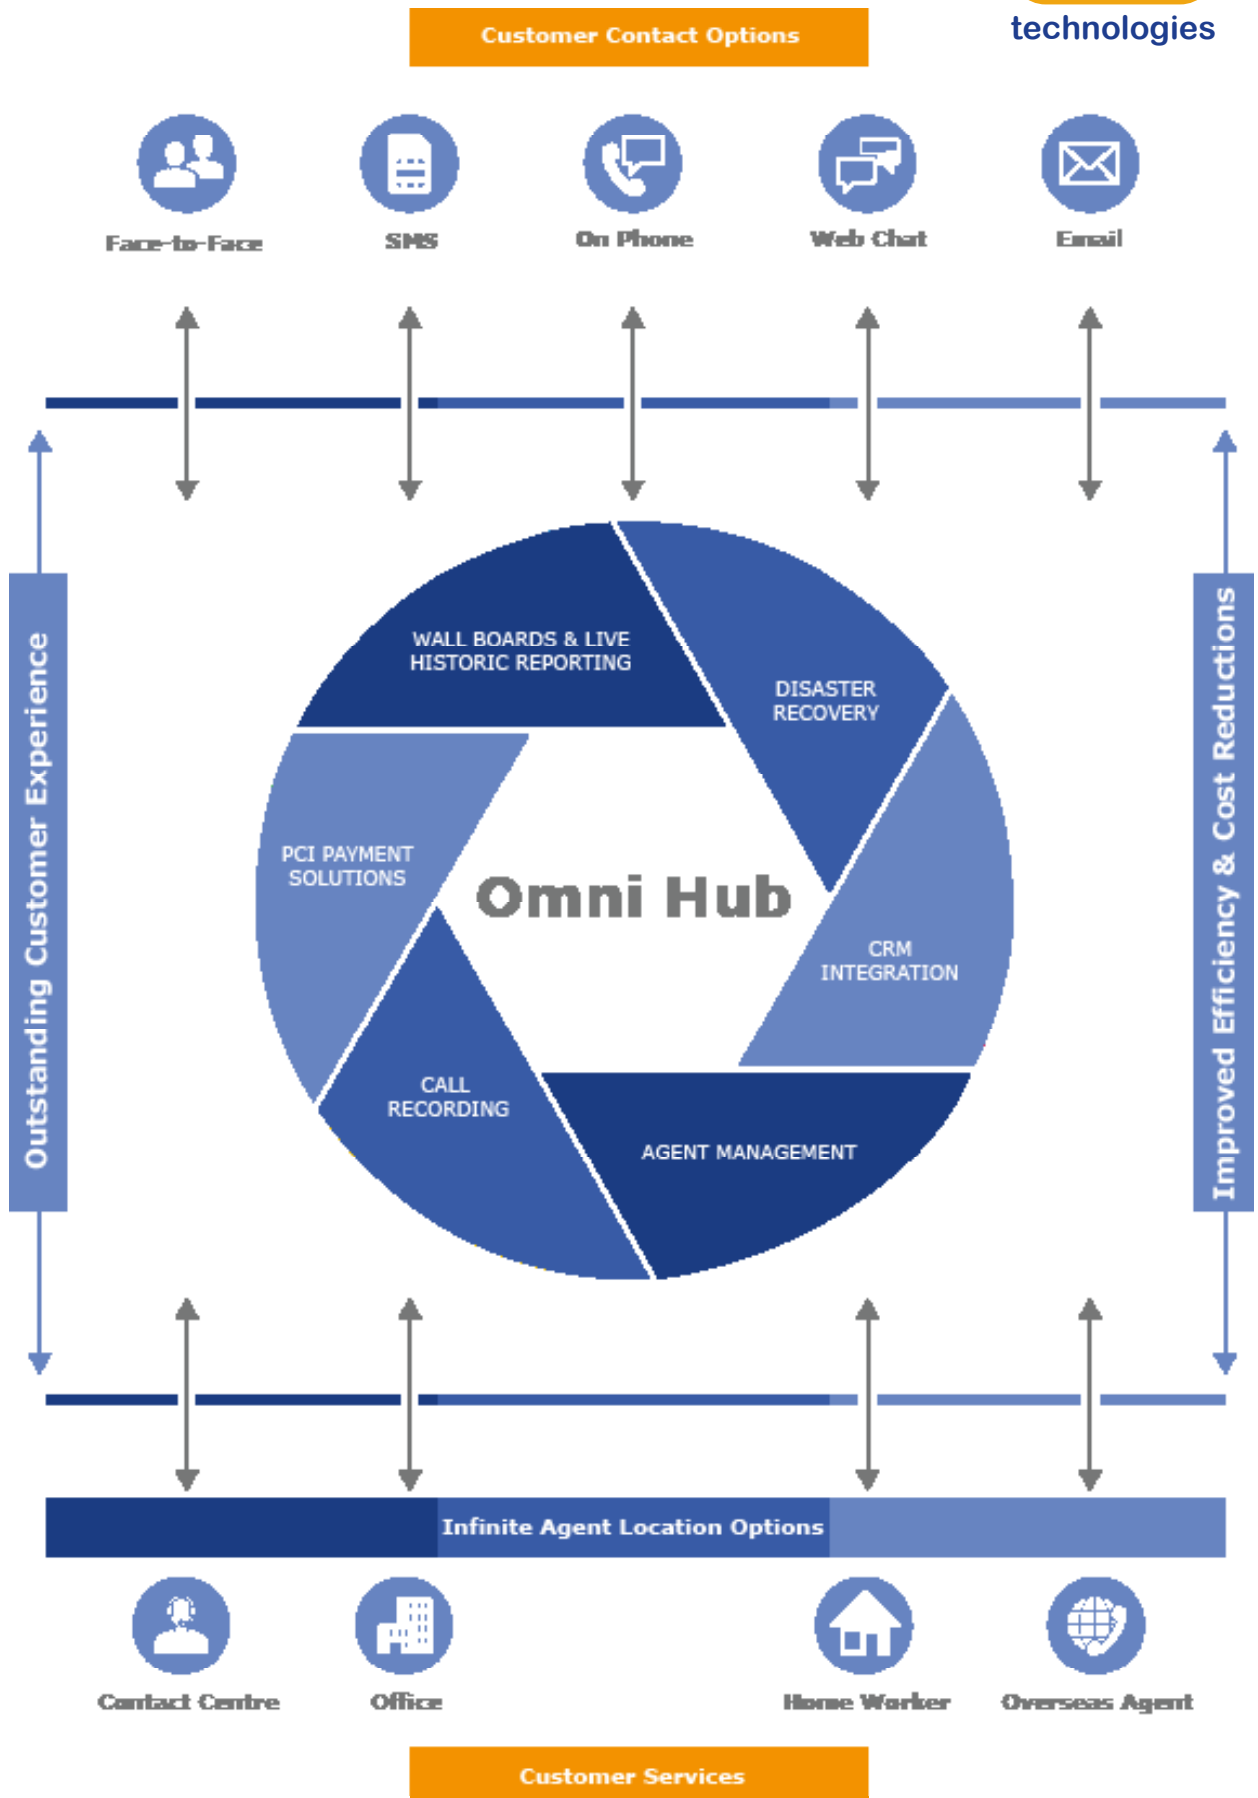 technologies
Customer Contact Options
Face-to-Face
SMS
On Phone
Web Chat
Email
Outstanding Customer Experience
Improved Efficiency & Cost Reductions
WALL BOARDS & LIVE
HISTORIC REPORTING
DISASTER
RECOVERY
PCI PAYMENT
SOLUTIONS
Omni Hub
CRM
INTEGRATION
CALL
RECORDING
AGENT MANAGEMENT
Infinite Agent Location Options
Contact Centre
Office
Home Worker
Overseas Agent
Customer Services